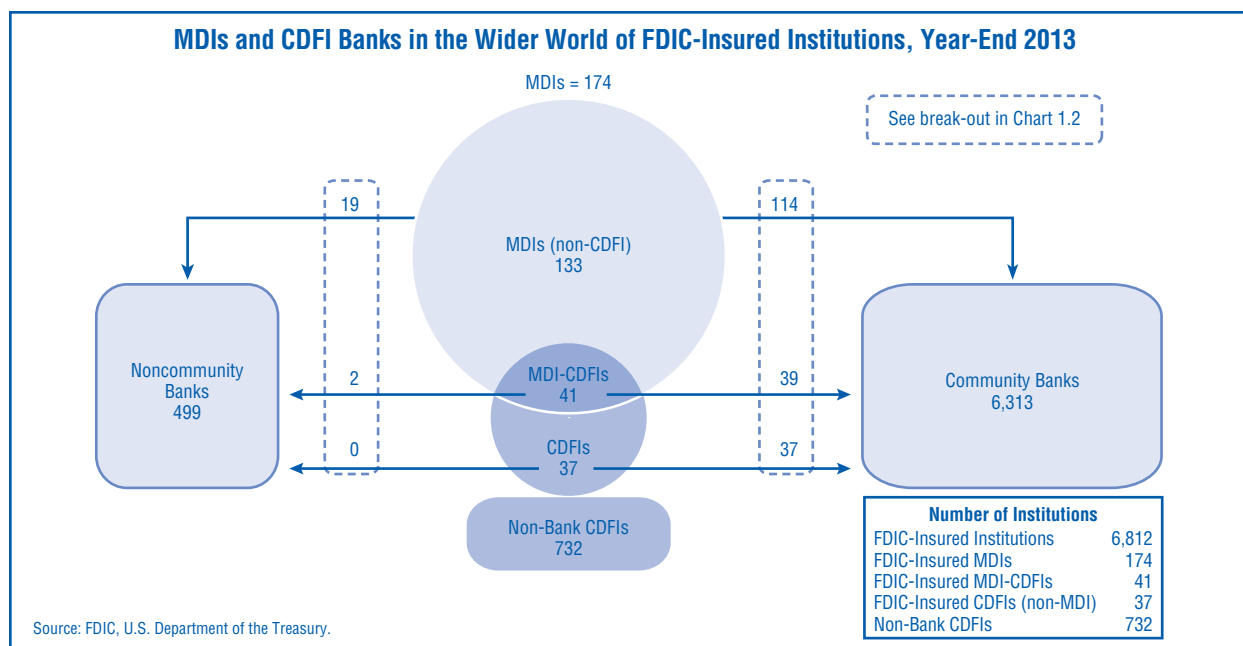 MDIs and CDFI Banks in the Wider World of FDIC-Insured Institutions, Year-End 2013
MDIs = 174
See break-out in Chart 1.2
19
114
MDIs (non-CDFI)
133
Noncommunity
Banks
499
2
MDI-CDFIs
41
39
Community Banks
6,313
0
CDFIs
37
37
Non-Bank CDFIs
732
Number of Institutions
FDIC-Insured Institutions 6,812
FDIC-Insured MDIs 174
FDIC-Insured MDI-CDFIs 41
FDIC-Insured CDFIs (non-MDI) 37
Non-Bank CDFIs 732
Source: FDIC, U.S. Department of the Treasury.